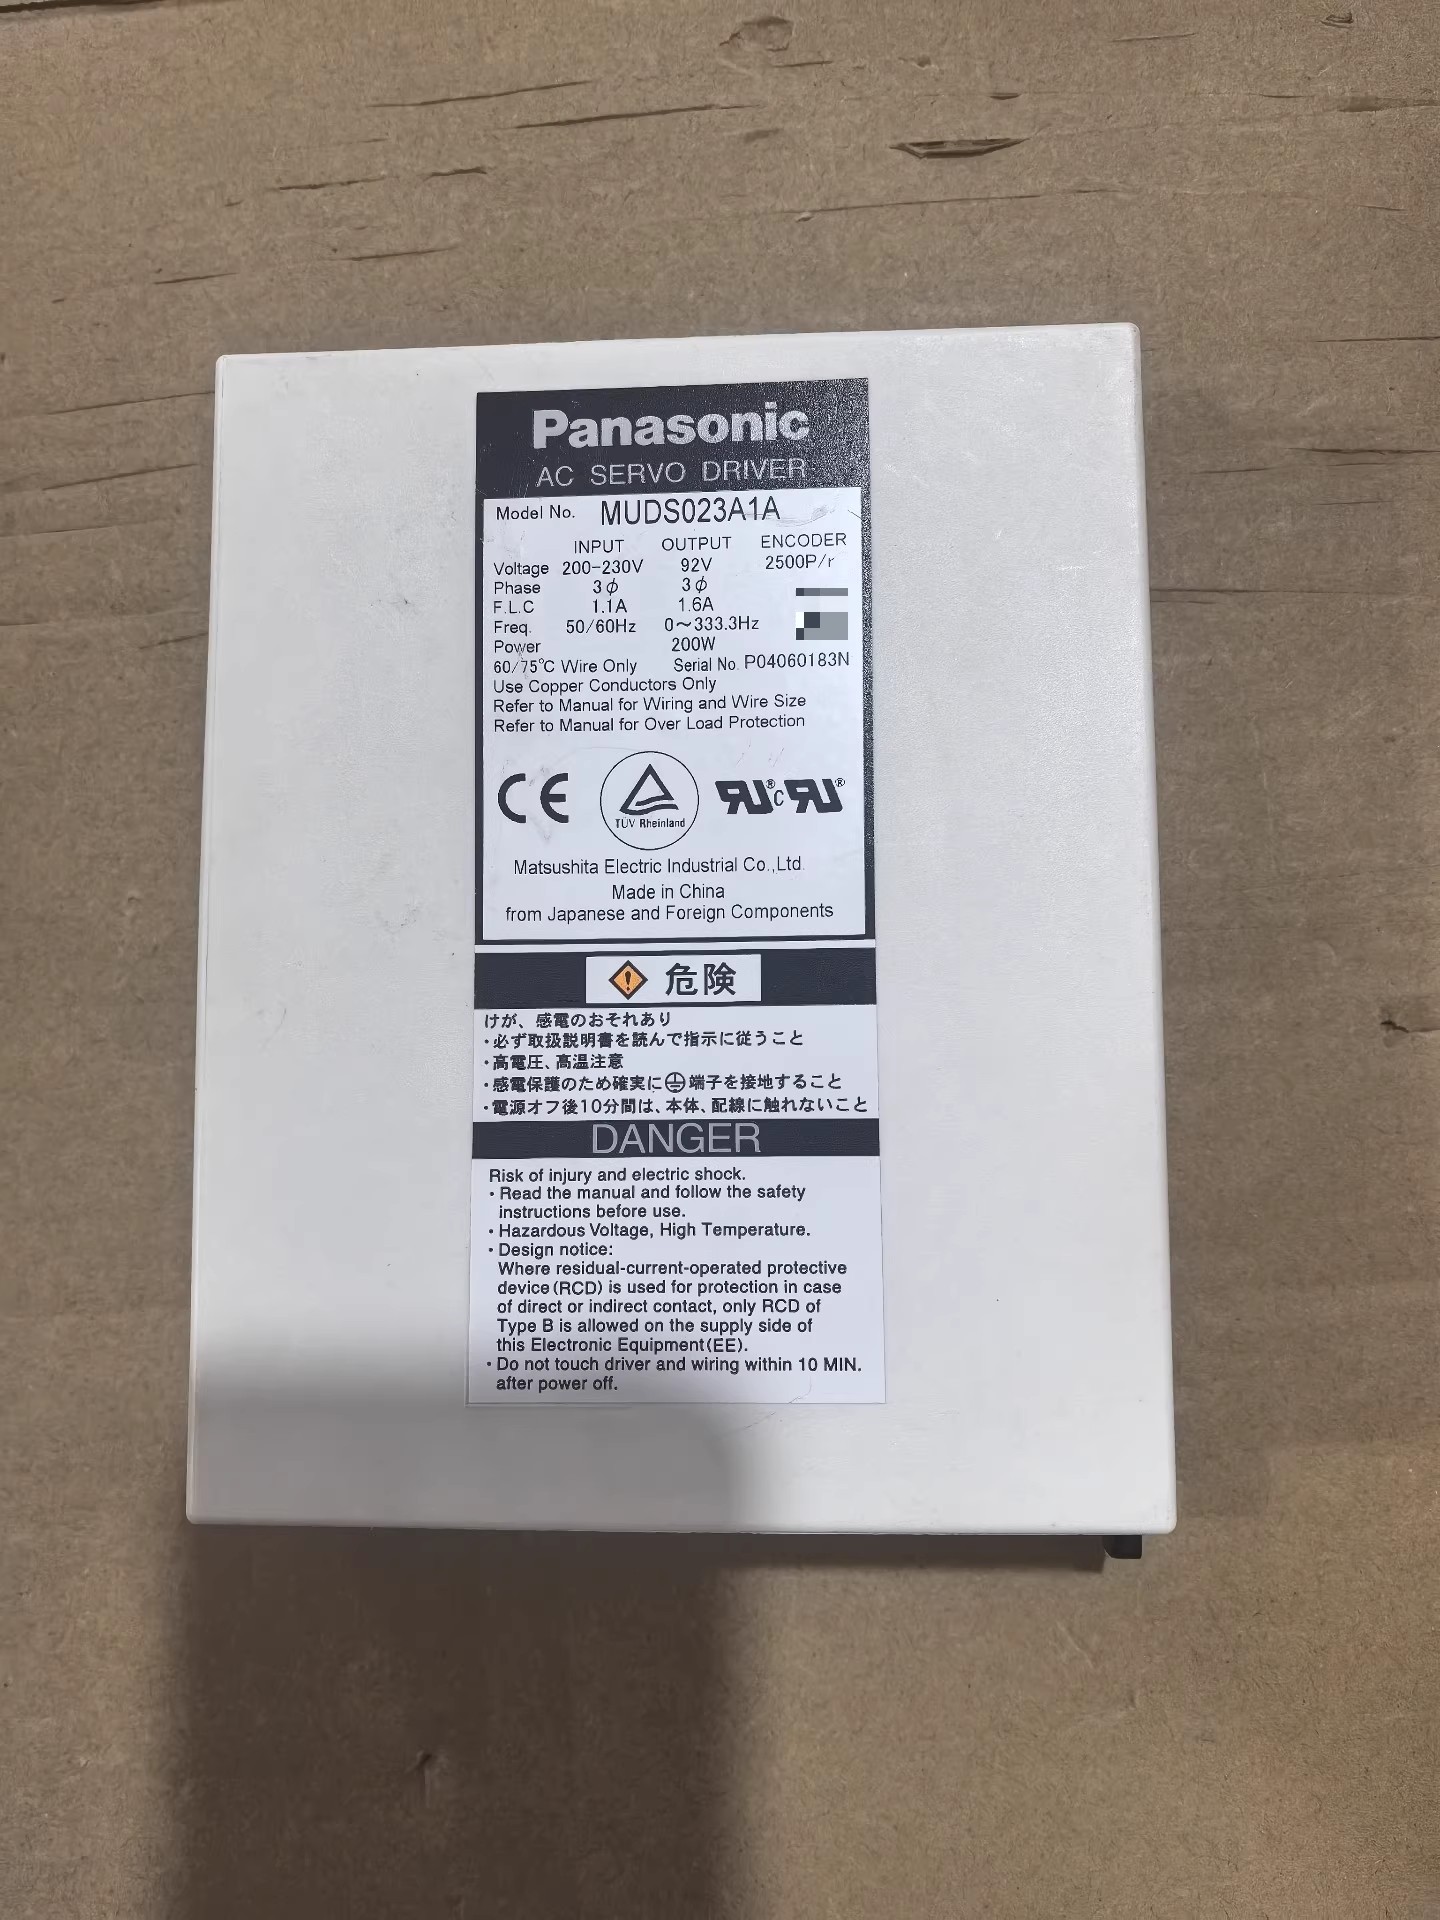 Panasonic
AC SERVO DRIVER
Model No. MUDS023A1A
INPUT OUTPUT ENCODER
Voltage 200-230V 92V 2500P/r
Phase 3ϕ 3ϕ
F.L.C 1.1A 1.6A
Freq. 50/60Hz 0~333.3Hz
Power 200W
60/75℃ Wire Only Serial No. P04060183N
Use Copper Conductors Only
Refer to Manual for Wiring and Wire Size
Refer to Manual for Over Load Protection
CE TÜV Rheinland RU® c RU®
Matsushita Electric Industrial Co.,Ltd.
Made in China
from Japanese and Foreign Components
危険
けが、感電のおそれあり
・必ず取扱説明書を読んで指示に従うこと
・高電圧、高温注意
・感電保護のため確実に⏚端子を接地すること
・電源オフ後10分間は、本体、配線に触れないこと
DANGER
Risk of injury and electric shock.
・Read the manual and follow the safety
instructions before use.
・Hazardous Voltage, High Temperature.
・Design notice:
Where residual-current-operated protective
device(RCD) is used for protection in case
of direct or indirect contact, only RCD of
Type B is allowed on the supply side of
this Electronic Equipment(EE).
・Do not touch driver and wiring within 10 MIN.
after power off.